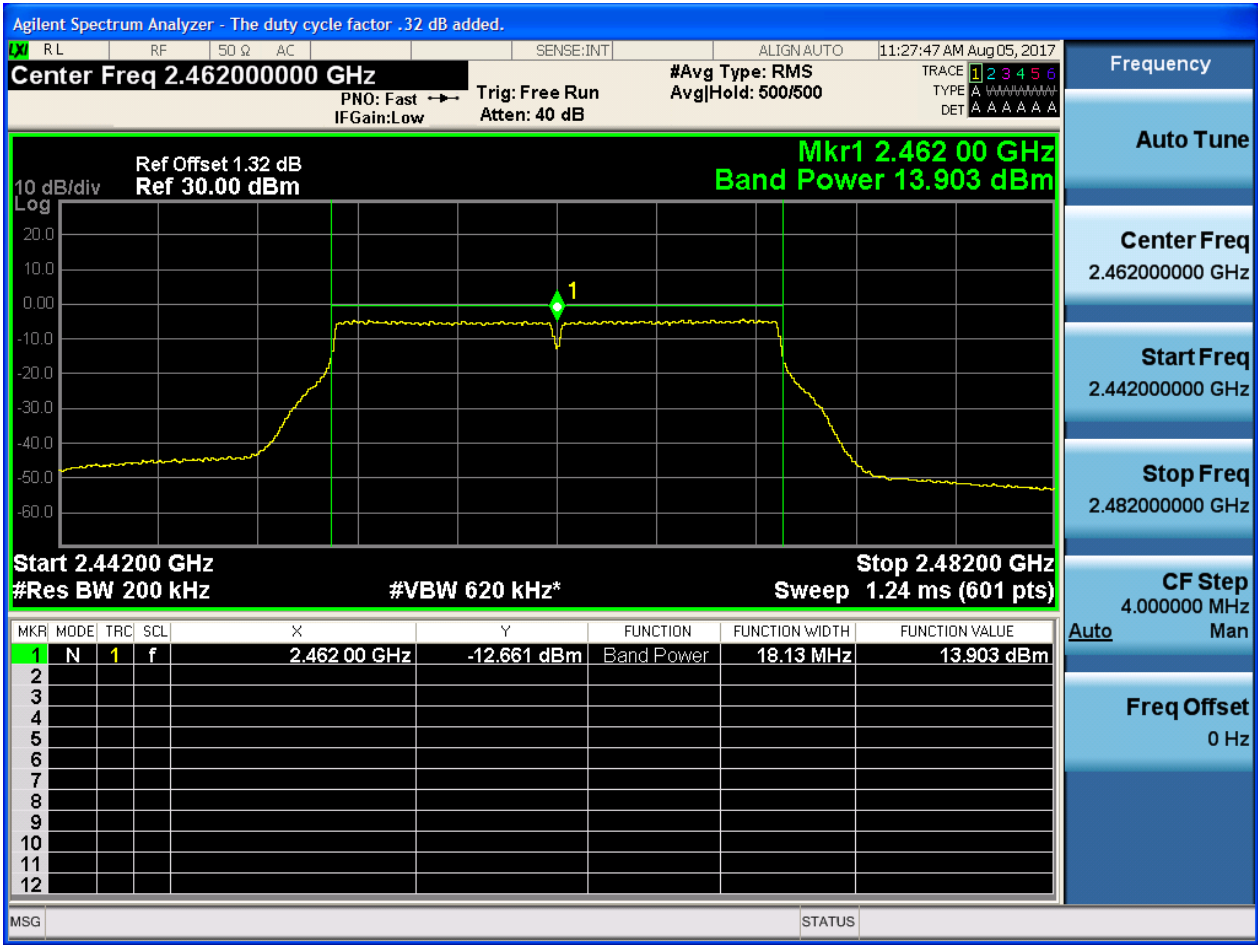 Agilent Spectrum Analyzer - The duty cycle factor .32 dB added.
LXI RL RF 50 Ω AC SENSE:INT ALIGN AUTO 11:27:47 AM Aug 05, 2017
Center Freq 2.462000000 GHz
PNO: Fast
IFGain:Low
Trig: Free Run
Atten: 40 dB
#Avg Type: RMS
Avg|Hold: 500/500
TRACE 1 2 3 4 5 6
TYPE A WWWWW
DET A A A A A A
Ref Offset 1.32 dB
10 dB/div Ref 30.00 dBm
Log
Mkr1 2.462 00 GHz
Band Power 13.903 dBm
20.0
10.0
0.00
-10.0
-20.0
-30.0
-40.0
-50.0
-60.0
1
Start 2.44200 GHz Stop 2.48200 GHz
#Res BW 200 kHz #VBW 620 kHz* Sweep 1.24 ms (601 pts)
MKR MODE TRC SCL X Y FUNCTION FUNCTION WIDTH FUNCTION VALUE
1 N 1 f 2.462 00 GHz -12.661 dBm Band Power 18.13 MHz 13.903 dBm
2
3
4
5
6
7
8
9
10
11
12
MSG STATUS
Frequency
Auto Tune
Center Freq
2.462000000 GHz
Start Freq
2.442000000 GHz
Stop Freq
2.482000000 GHz
CF Step
4.000000 MHz
Auto Man
Freq Offset
0 Hz